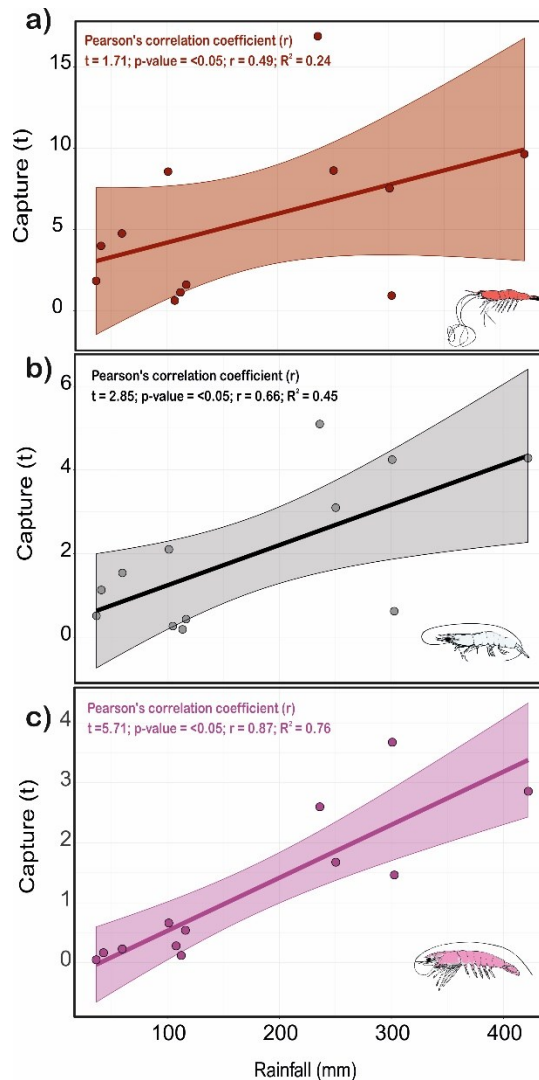 a)
Pearson's correlation coefficient (r)
t = 1.71; p-value = <0.05; r = 0.49; R² = 0.24
15
10
5
0
Capture (t)
b)
Pearson's correlation coefficient (r)
t = 2.85; p-value = <0.05; r = 0.66; R² = 0.45
6
4
2
0
Capture (t)
c)
Pearson's correlation coefficient (r)
t =5.71; p-value = <0.05; r = 0.87; R² = 0.76
4
3
2
1
0
Capture (t)
100 200 300 400
Rainfall (mm)